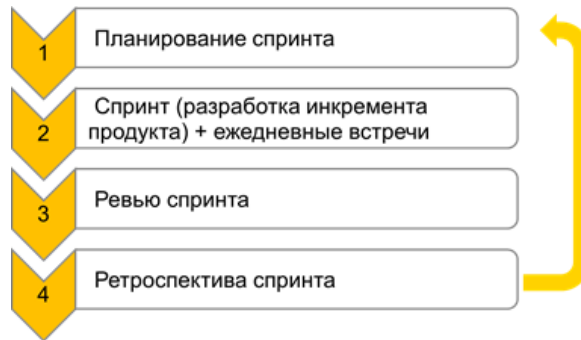 1
Планирование спринта
2
Спринт (разработка инкремента
продукта) + ежедневные встречи
3
Ревью спринта
4
Ретроспектива спринта